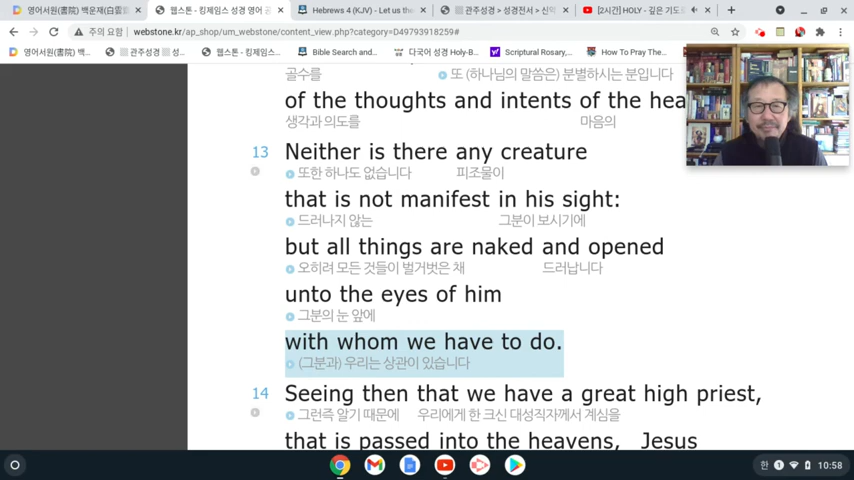 영어서원(書院) 백운재(白雲齋
웹스톤 - 킹제임스 성경 영어 공
Hebrews 4 (KJV) - Let us the
관주성경 > 성경전서 > 신약
[2시간] HOLY - 깊은 기도
주의 요함 | webstone.kr/ap_shop/um_webstone/content_view.php?category=D49793918259#
영어서원(書院) 백...
관주성경 성...
웹스톤 - 킹제임스...
Bible Search and...
다국어 성경 Holy-B...
Scriptural Rosary,...
How To Pray The...
골수를 또 (하나님의 말씀은) 분별하시는 분입니다
of the thoughts and intents of the hea
생각과 의도를 마음의
13 Neither is there any creature
또한 하나도 없습니다 피조물이
that is not manifest in his sight:
드러나지 않는 그분이 보시기에
but all things are naked and opened
오히려 모든 것들이 벌거벗은 채 드러납니다
unto the eyes of him
그분의 눈 앞에
with whom we have to do.
(그분과) 우리는 상관이 있습니다
14 Seeing then that we have a great high priest,
그런즉 알기 때문에 우리에게 한 크신 대성직자께서 계심을
that is passed into the heavens, Jesus
한 10:58